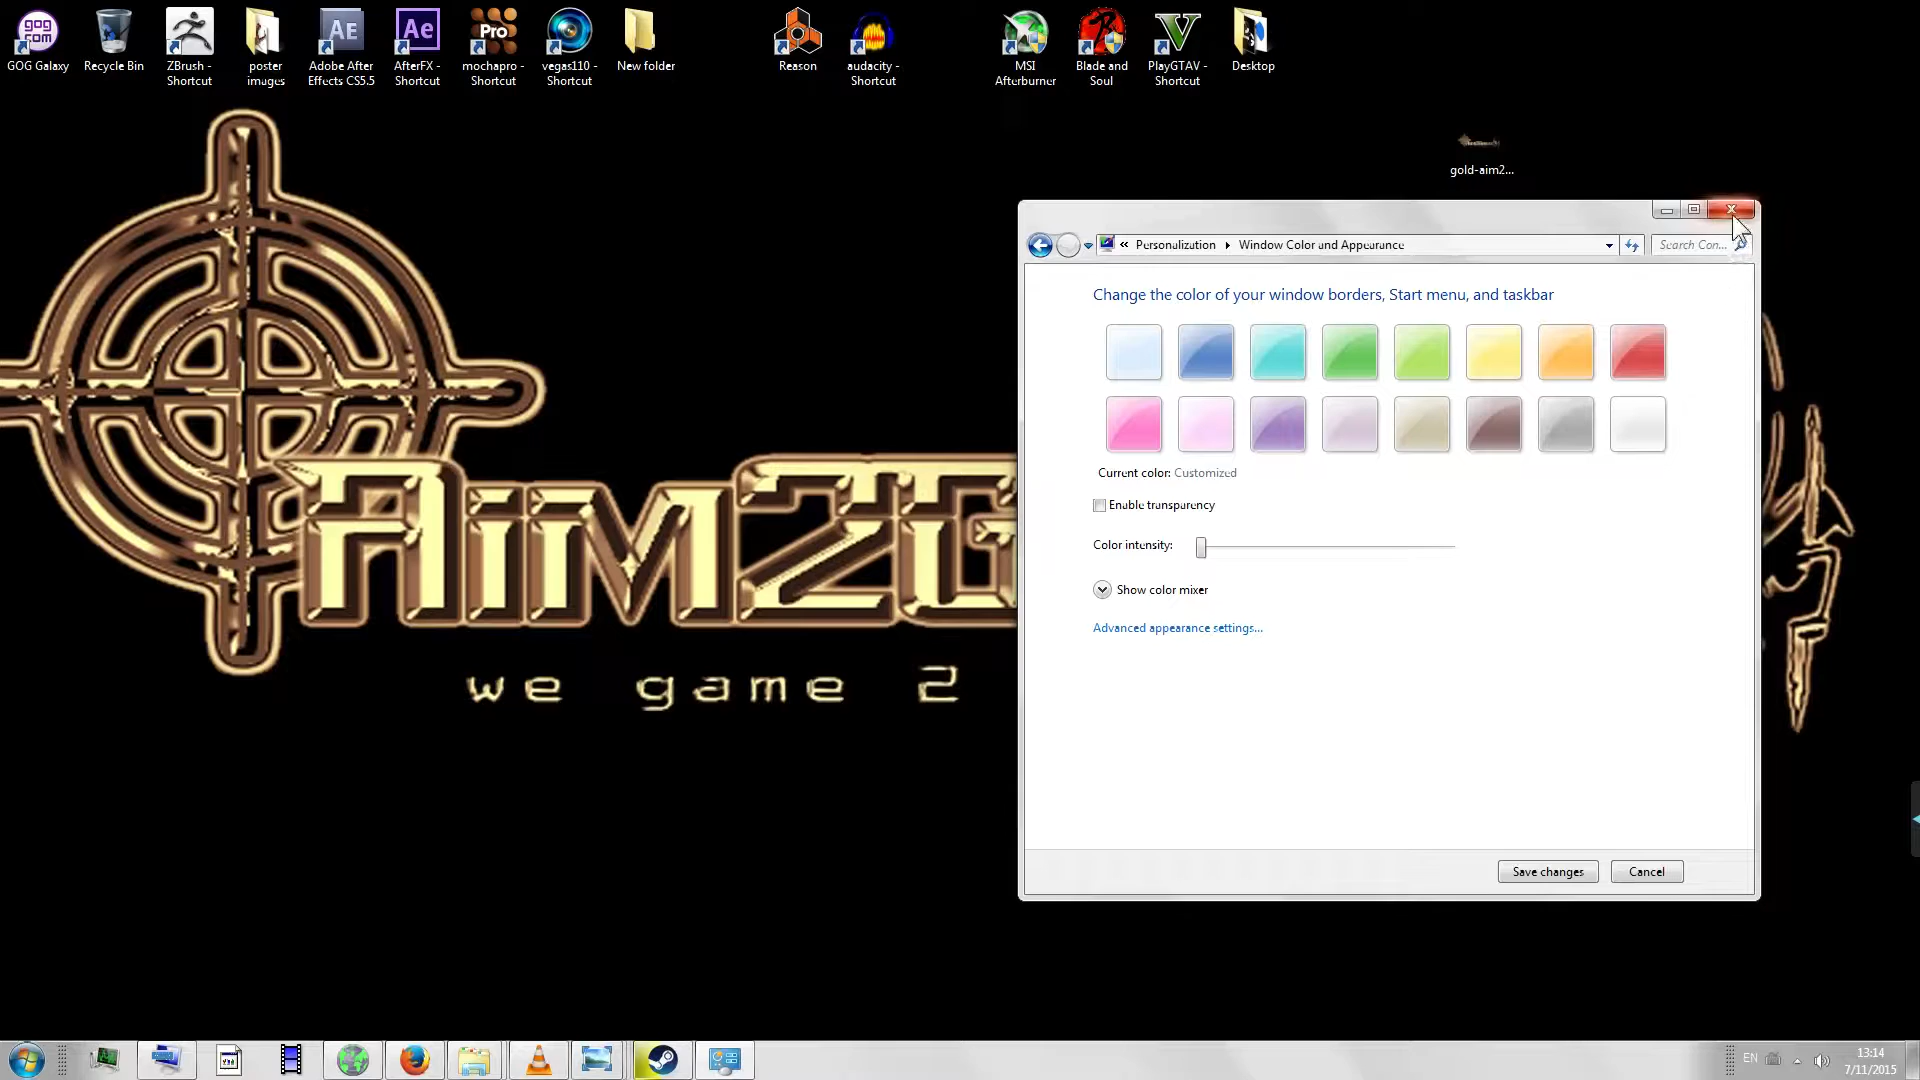 GOG Galaxy
Recycle Bin
ZBrush -
Shortcut
poster
images
Adobe After
Effects CS5.5
AfterFX -
Shortcut
mochapro -
Shortcut
vegas110 -
Shortcut
New folder
Reason
audacity -
Shortcut
MSI
Afterburner
Blade and
Soul
PlayGTAV -
Shortcut
Desktop
gold-aim2...
« Personalization Window Color and Appearance
Search Con...
Change the color of your window borders, Start menu, and taskbar
Current color: Customized
Enable transparency
Color intensity:
Show color mixer
Advanced appearance settings...
Save changes
Cancel
Aim2G
we game 2
EN
13:14
7/11/2015